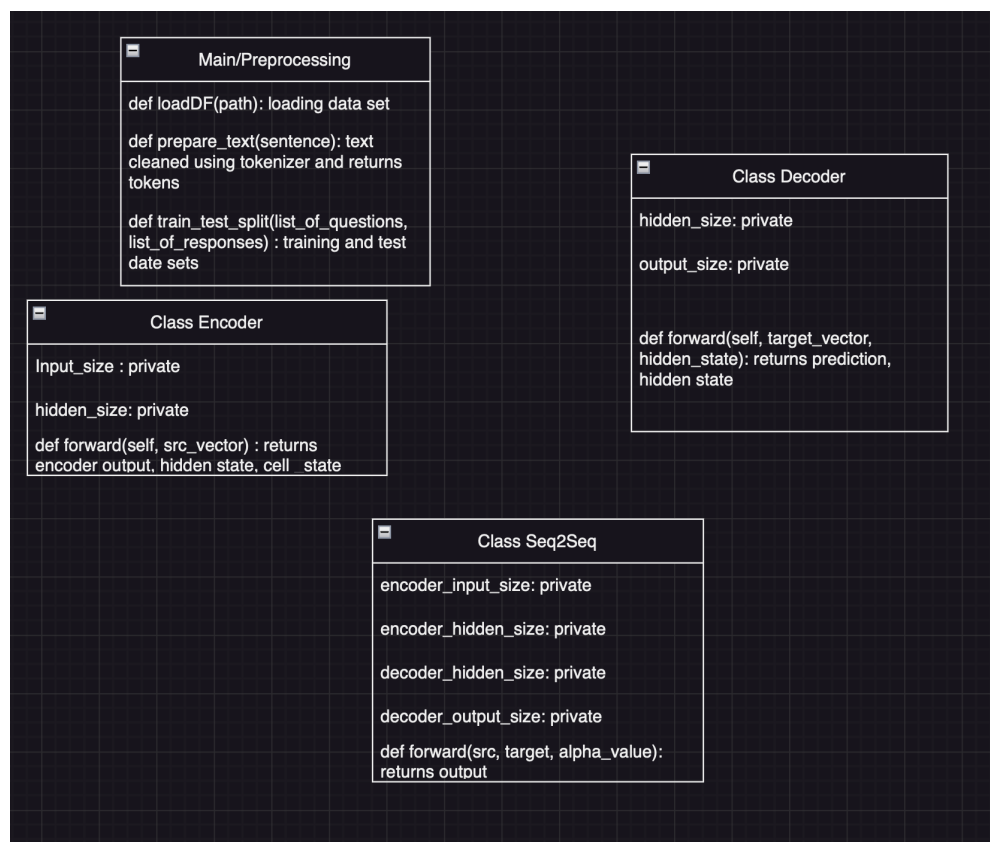 Main/Preprocessing
def loadDF(path): loading data set
def prepare_text(sentence): text
cleaned using tokenizer and returns
tokens
def train_test_split(list_of_questions,
list_of_responses) : training and test
date sets
Class Encoder
Input_size : private
hidden_size: private
def forward(self, src_vector) : returns
encoder output, hidden state, cell _state
Class Decoder
hidden_size: private
output_size: private
def forward(self, target_vector,
hidden_state): returns prediction,
hidden state
Class Seq2Seq
encoder_input_size: private
encoder_hidden_size: private
decoder_hidden_size: private
decoder_output_size: private
def forward(src, target, alpha_value):
returns output